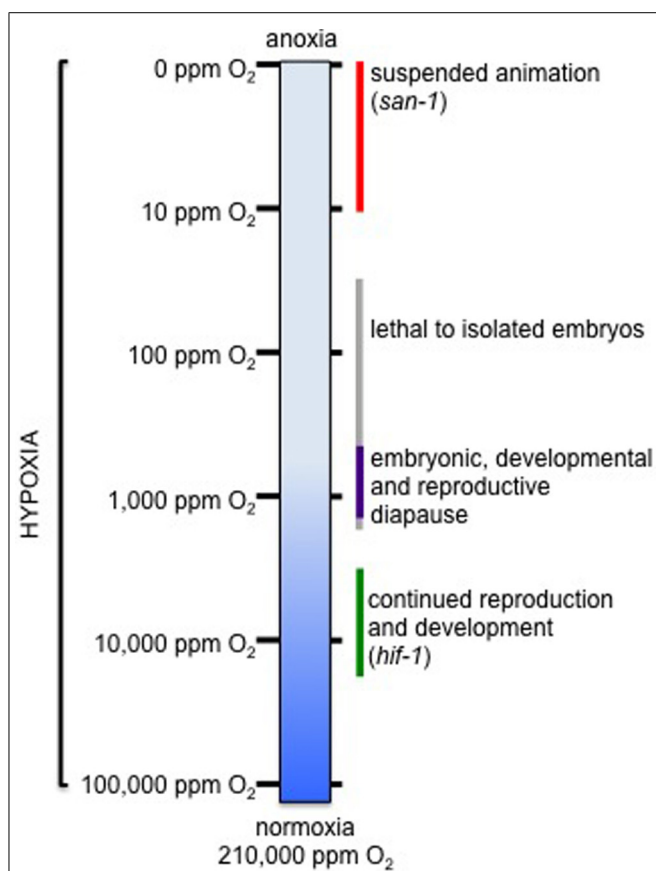 anoxia
0 ppm O₂
suspended animation
(san-1)
10 ppm O₂
lethal to isolated embryos
100 ppm O₂
HYPOXIA
embryonic, developmental
and reproductive
diapause
1,000 ppm O₂
continued reproduction
and development
(hif-1)
10,000 ppm O₂
100,000 ppm O₂
normoxia
210,000 ppm O₂